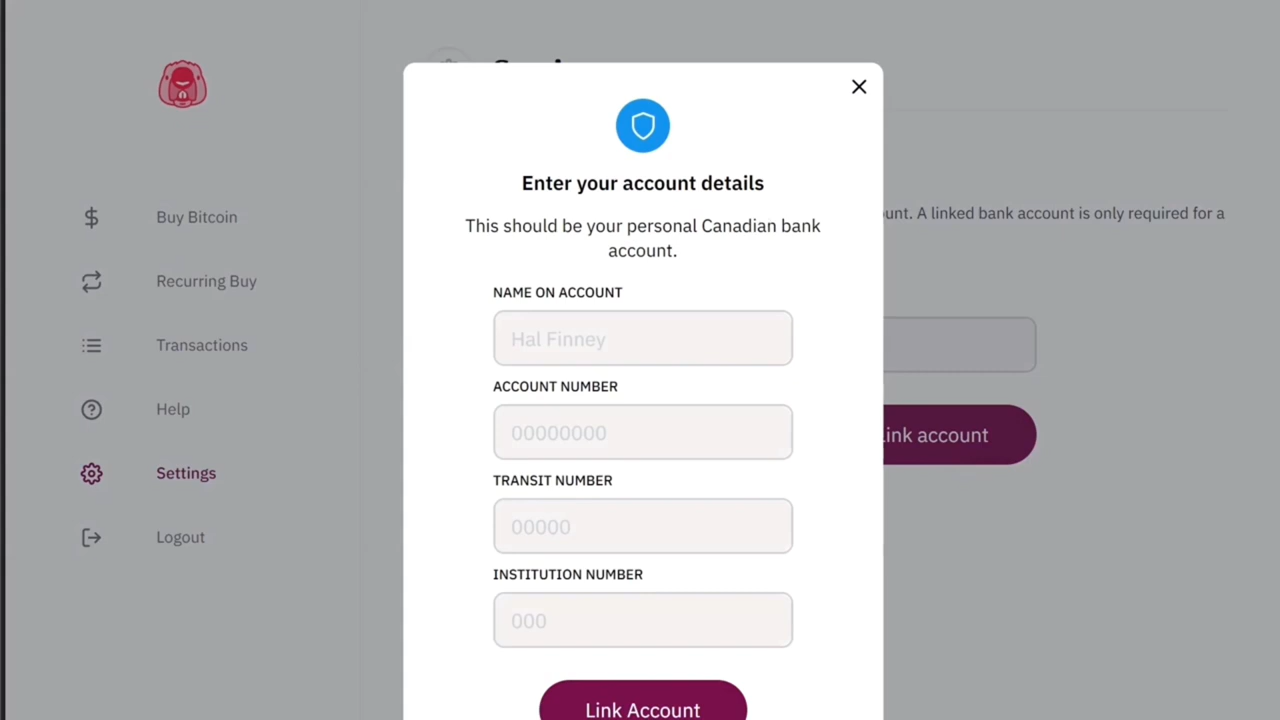 Buy Bitcoin
Recurring Buy
Transactions
Help
Settings
Logout
Enter your account details
This should be your personal Canadian bank
account.
NAME ON ACCOUNT
Hal Finney
ACCOUNT NUMBER
00000000
TRANSIT NUMBER
00000
INSTITUTION NUMBER
000
Link Account
A linked bank account is only required for a
account